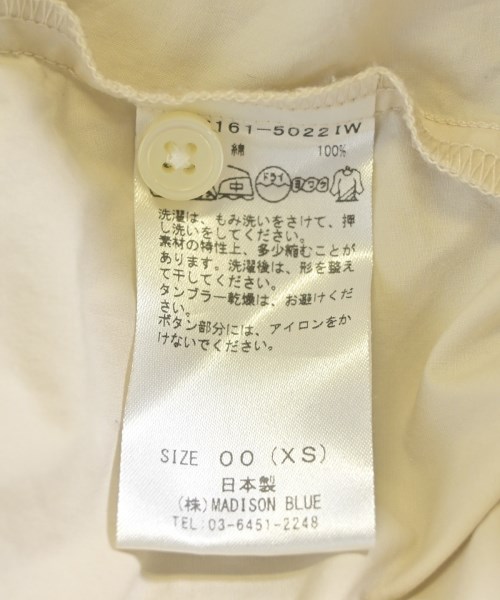 161-5022IW
綿 100%
中 ドライ
洗濯は、もみ洗いをさけて、押
し洗いをしてください。
素材の特性上、多少縮むことが
あります。洗濯後は、形を整え
て干してください。
タンブラー乾燥は、お避けくだ
さい。
ボタン部分には、アイロンをか
けないでください。
SIZE 00 (XS)
日本製
(株)MADISON BLUE
TEL:03-6451-2248